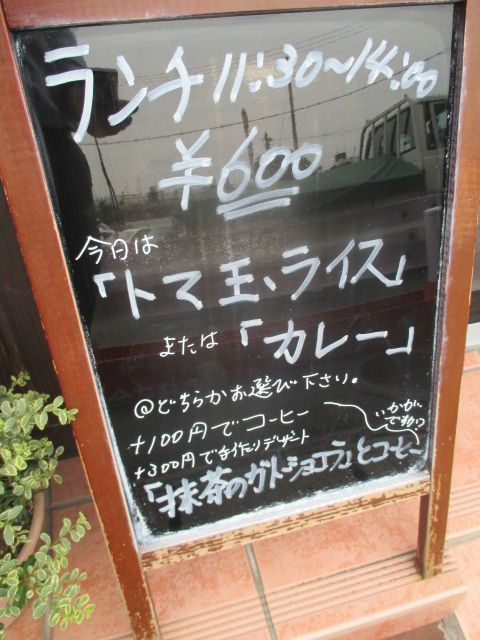 ランチ 11:30〜14:00
¥600
今日は
「トマ玉、ライス」
または「カレー」
@どちらかお選び下さい。
+100円でコーヒー
+300円で手作りデザート
いかがですか?
「抹茶のガトーショコラ」とコーヒー